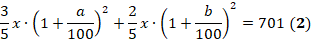 3/5 x · (1 + a/100)² + 2/5 x · (1 + b/100)² = 701 (2)